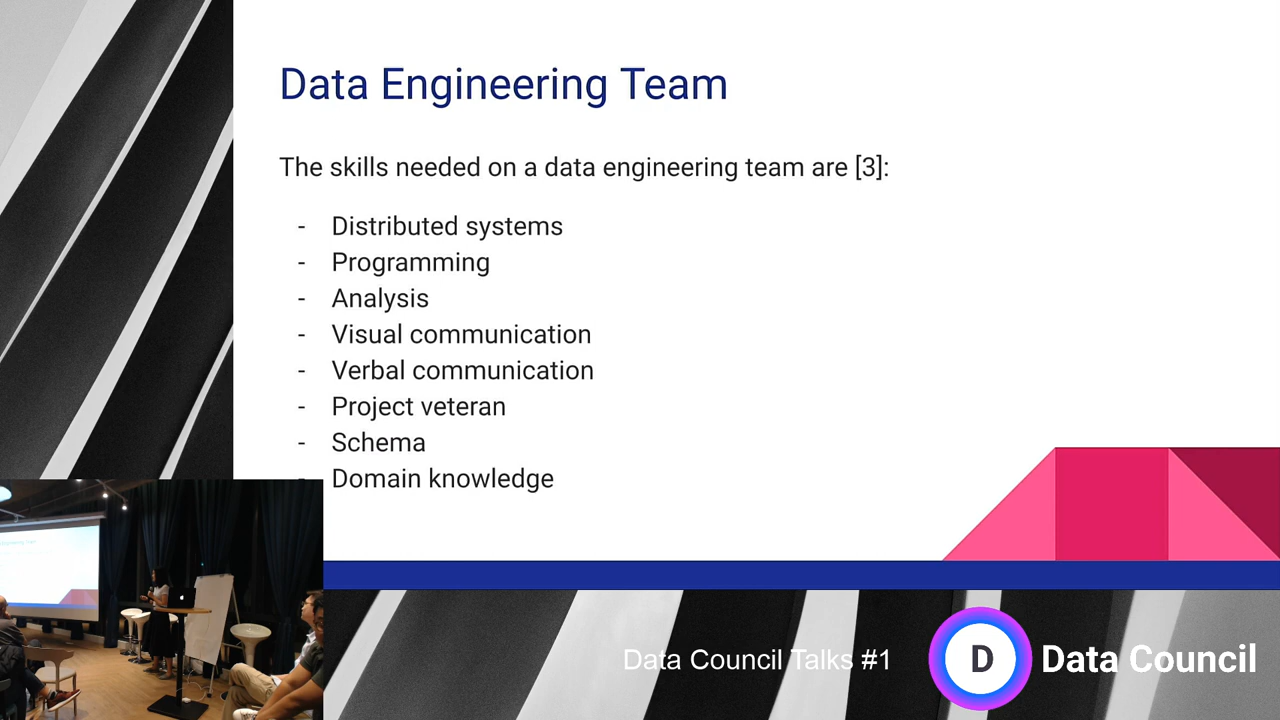 Data Engineering Team
The skills needed on a data engineering team are [3]:
- Distributed systems
- Programming
- Analysis
- Visual communication
- Verbal communication
- Project veteran
- Schema
- Domain knowledge
Data Council Talks #1
D Data Council